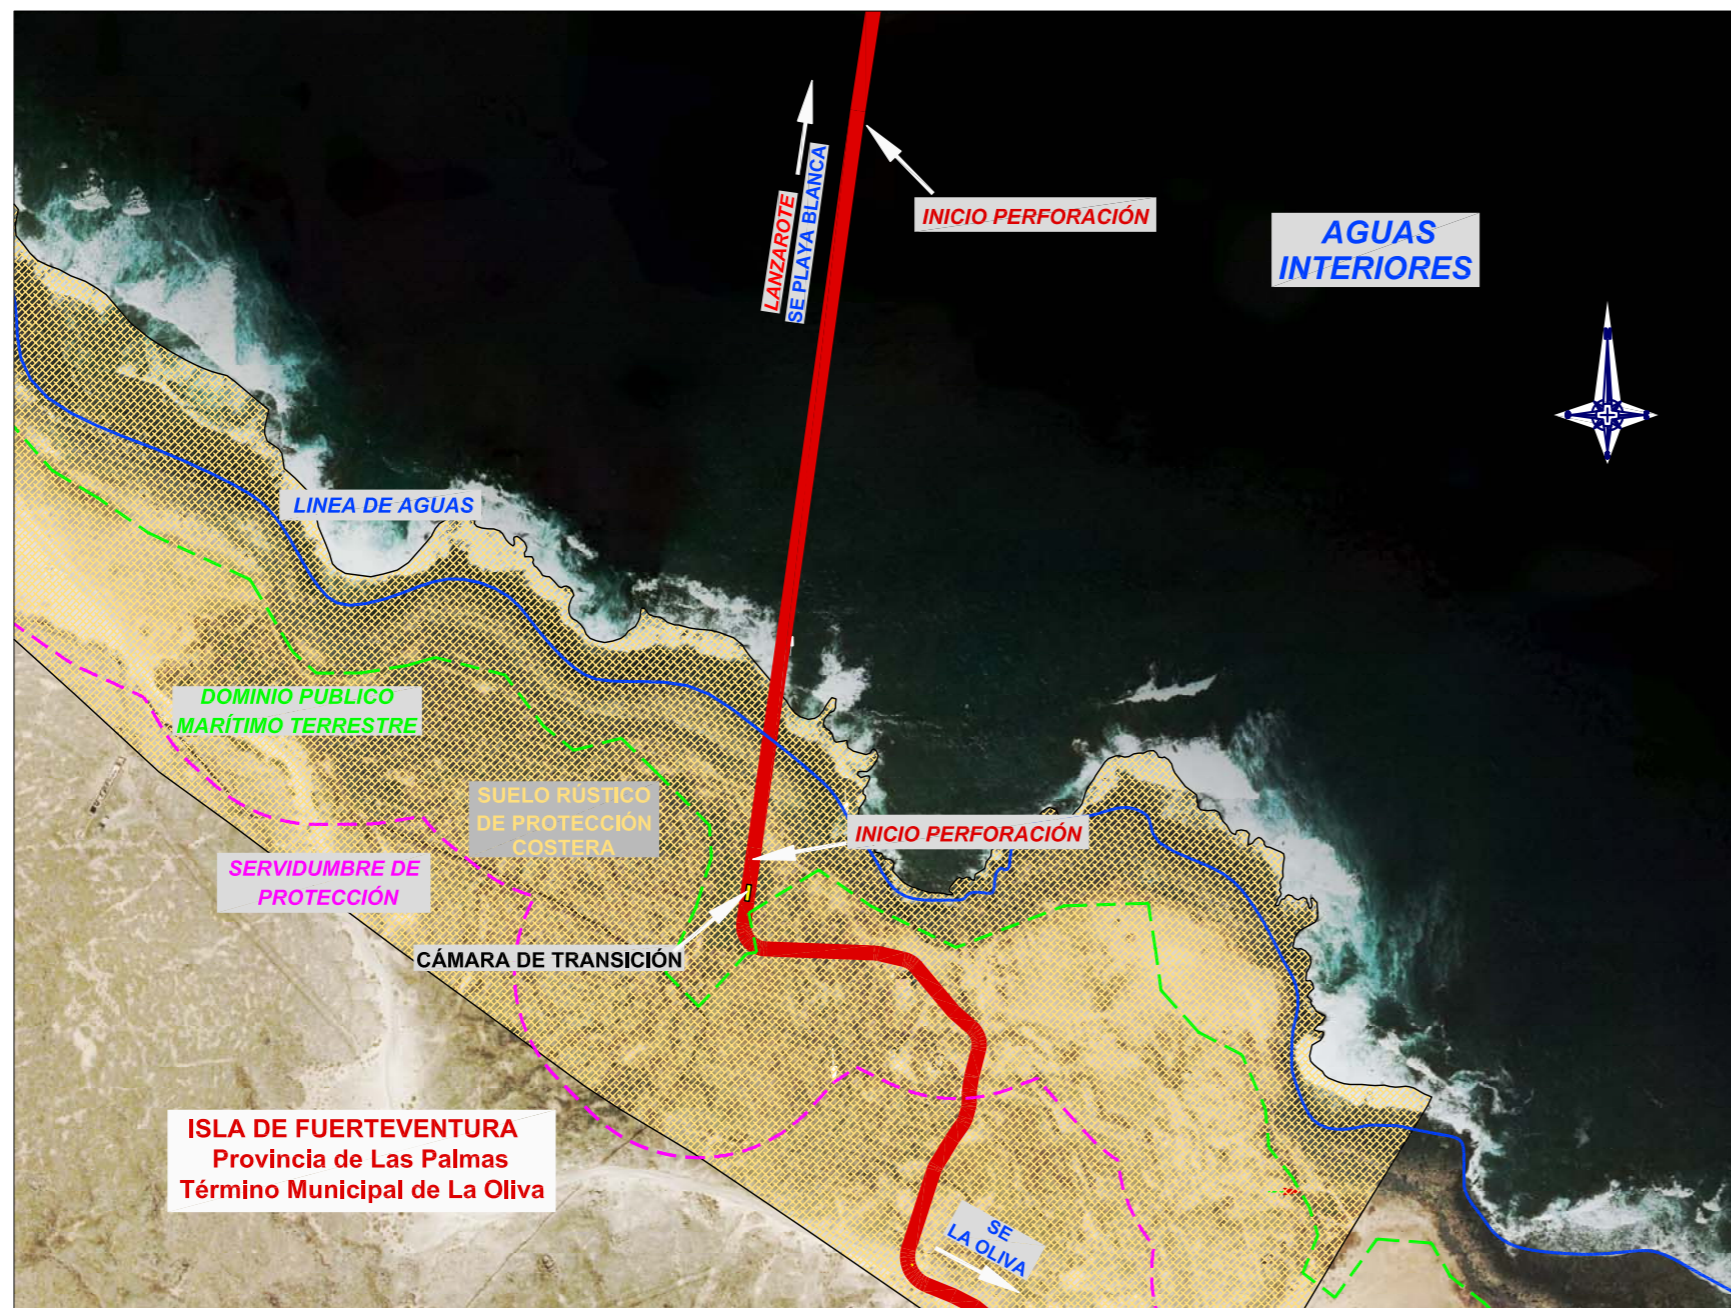 LANZAROTE
SE PLAYA BLANCA
INICIO PERFORACIÓN
AGUAS
INTERIORES
LINEA DE AGUAS
DOMINIO PUBLICO
MARÍTIMO TERRESTRE
SUELO RÚSTICO
DE PROTECCIÓN
COSTERA
INICIO PERFORACIÓN
SERVIDUMBRE DE
PROTECCIÓN
CÁMARA DE TRANSICIÓN
ISLA DE FUERTEVENTURA
Provincia de Las Palmas
Término Municipal de La Oliva
SE
LA OLIVA